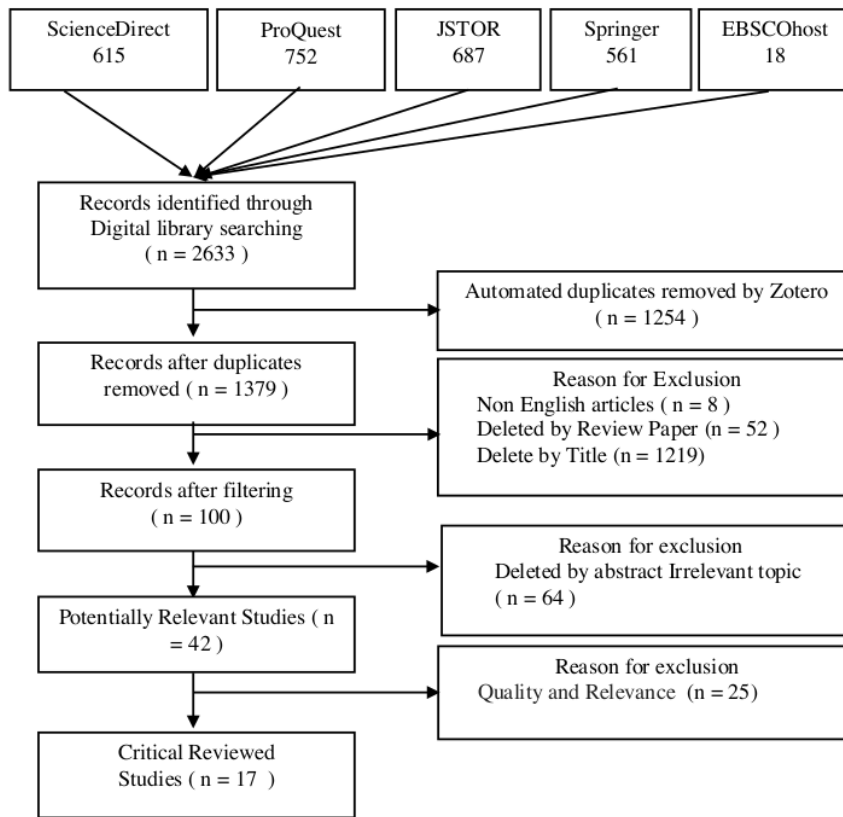 ScienceDirect
615
ProQuest
752
JSTOR
687
Springer
561
EBSCOhost
18
Records identified through
Digital library searching
( n = 2633 )
Automated duplicates removed by Zotero
( n = 1254 )
Records after duplicates
removed ( n = 1379 )
Reason for Exclusion
Non English articles ( n = 8 )
Deleted by Review Paper (n = 52 )
Delete by Title (n = 1219)
Records after filtering
( n = 100 )
Reason for exclusion
Deleted by abstract Irrelevant topic
( n = 64 )
Potentially Relevant Studies ( n
= 42 )
Reason for exclusion
Quality and Relevance (n = 25)
Critical Reviewed
Studies ( n = 17 )